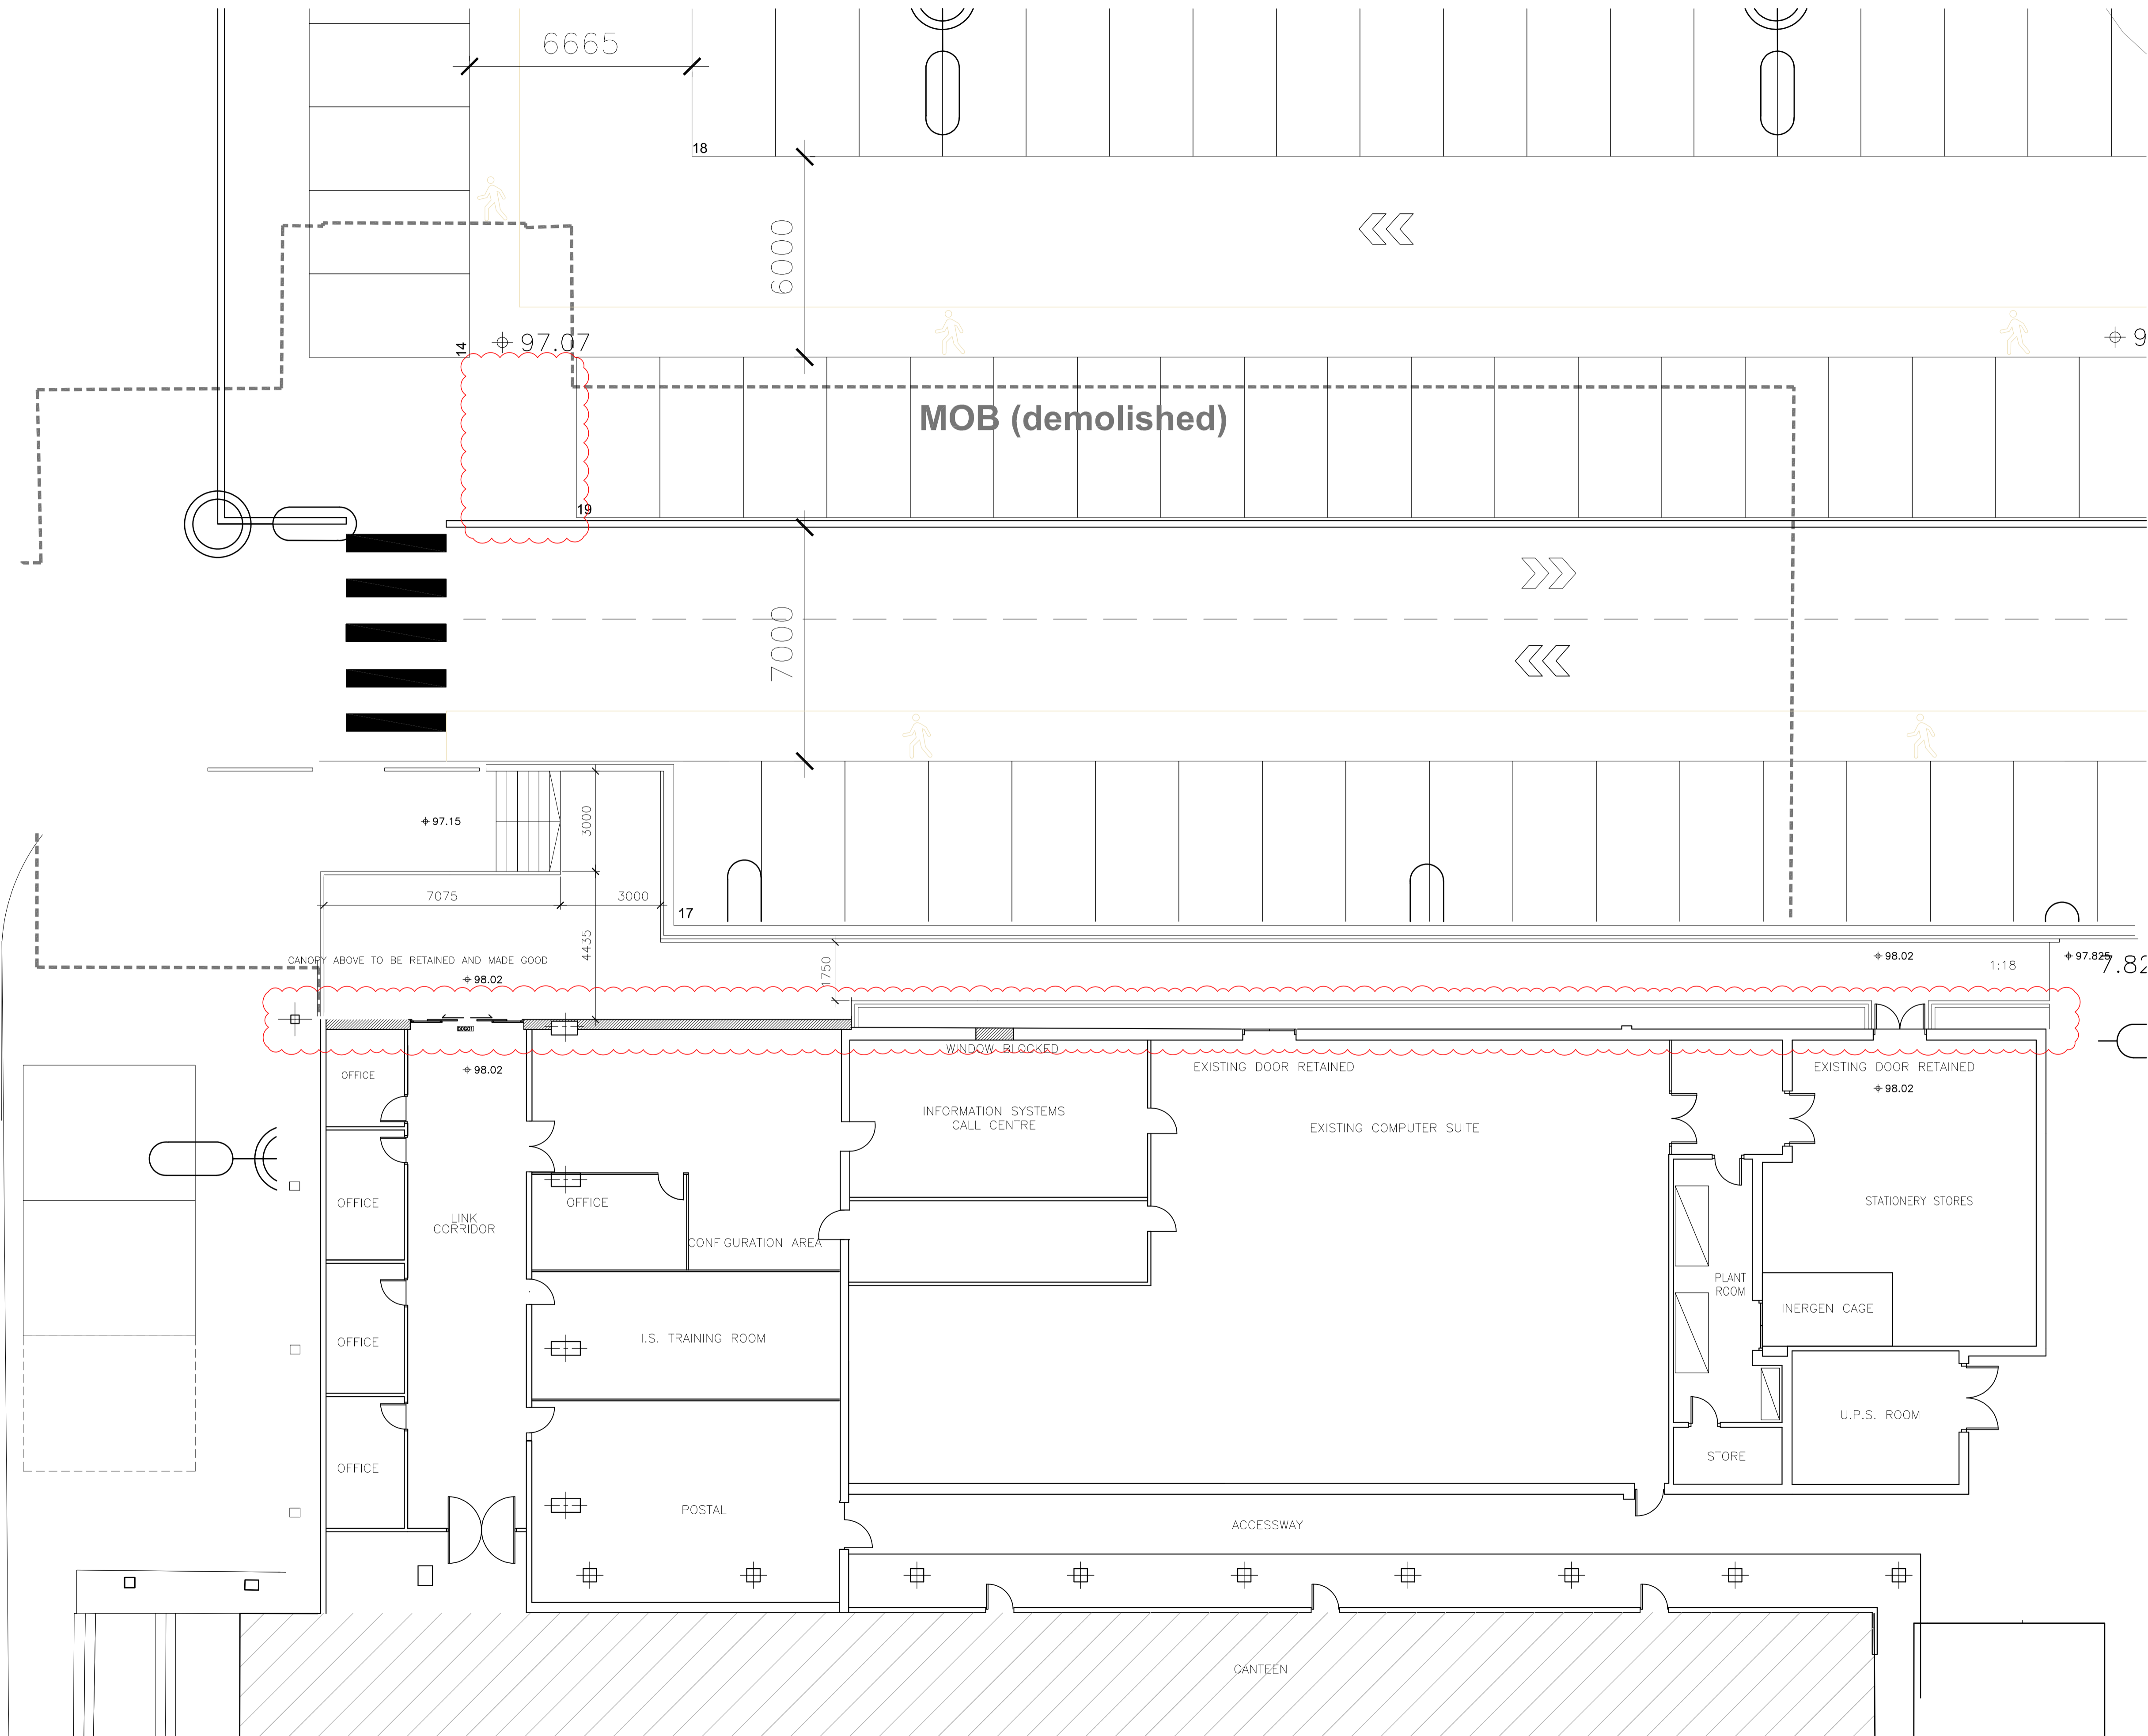 6665
18
6000
97.07
9
14
MOB (demolished)
19
7000
97.15
3000
7075
3000
17
4435
CANOPY ABOVE TO BE RETAINED AND MADE GOOD
98.02
1750
98.02
1:18
97.825
7.82
WINDOW BLOCKED
98.02
OFFICE
EXISTING DOOR RETAINED
EXISTING DOOR RETAINED
98.02
INFORMATION SYSTEMS
CALL CENTRE
EXISTING COMPUTER SUITE
OFFICE
LINK
CORRIDOR
OFFICE
STATIONERY STORES
CONFIGURATION AREA
PLANT
ROOM
INERGEN CAGE
OFFICE
I.S. TRAINING ROOM
U.P.S. ROOM
OFFICE
STORE
POSTAL
ACCESSWAY
CANTEEN